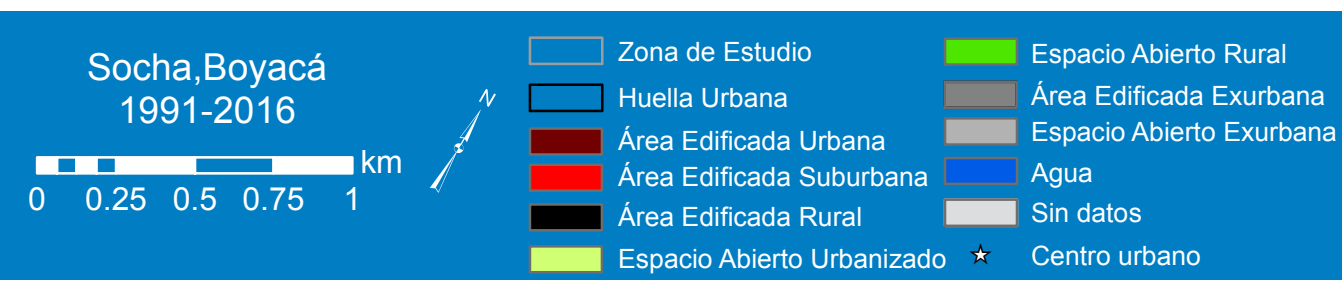 Socha,Boyacá
1991-2016
km
0 0.25 0.5 0.75 1
N
Zona de Estudio
Huella Urbana
Área Edificada Urbana
Área Edificada Suburbana
Área Edificada Rural
Espacio Abierto Urbanizado
Espacio Abierto Rural
Área Edificada Exurbana
Espacio Abierto Exurbana
Agua
Sin datos
Centro urbano